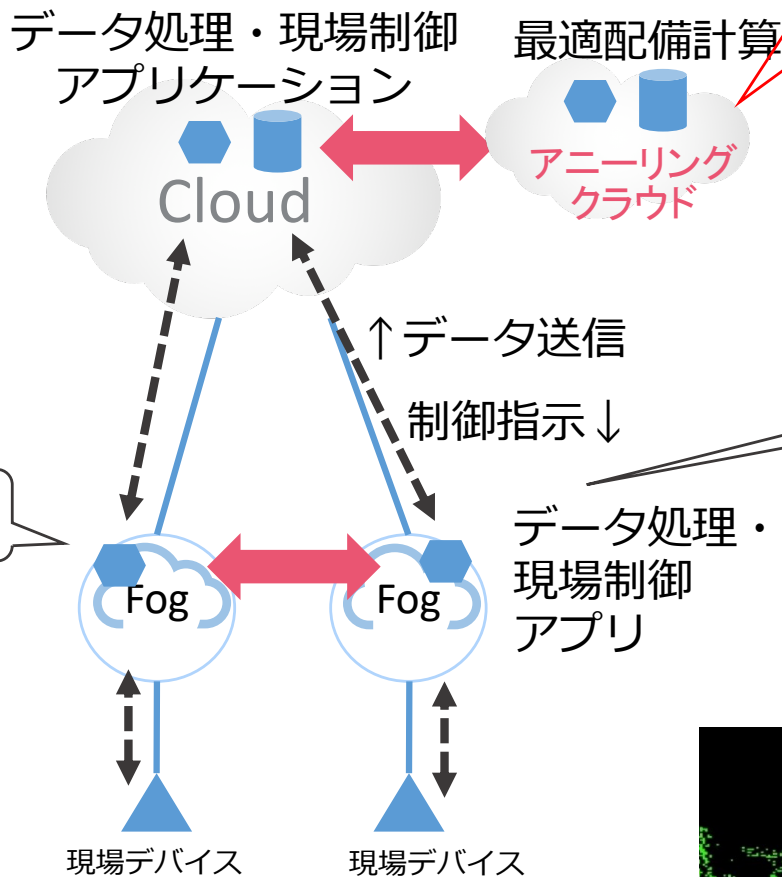 データ処理・現場制御
アプリケーション
最適配備計算
アニーリング
クラウド
Cloud
↑データ送信
制御指示↓
データ処理・
現場制御
アプリ
Fog
Fog
現場デバイス
現場デバイス